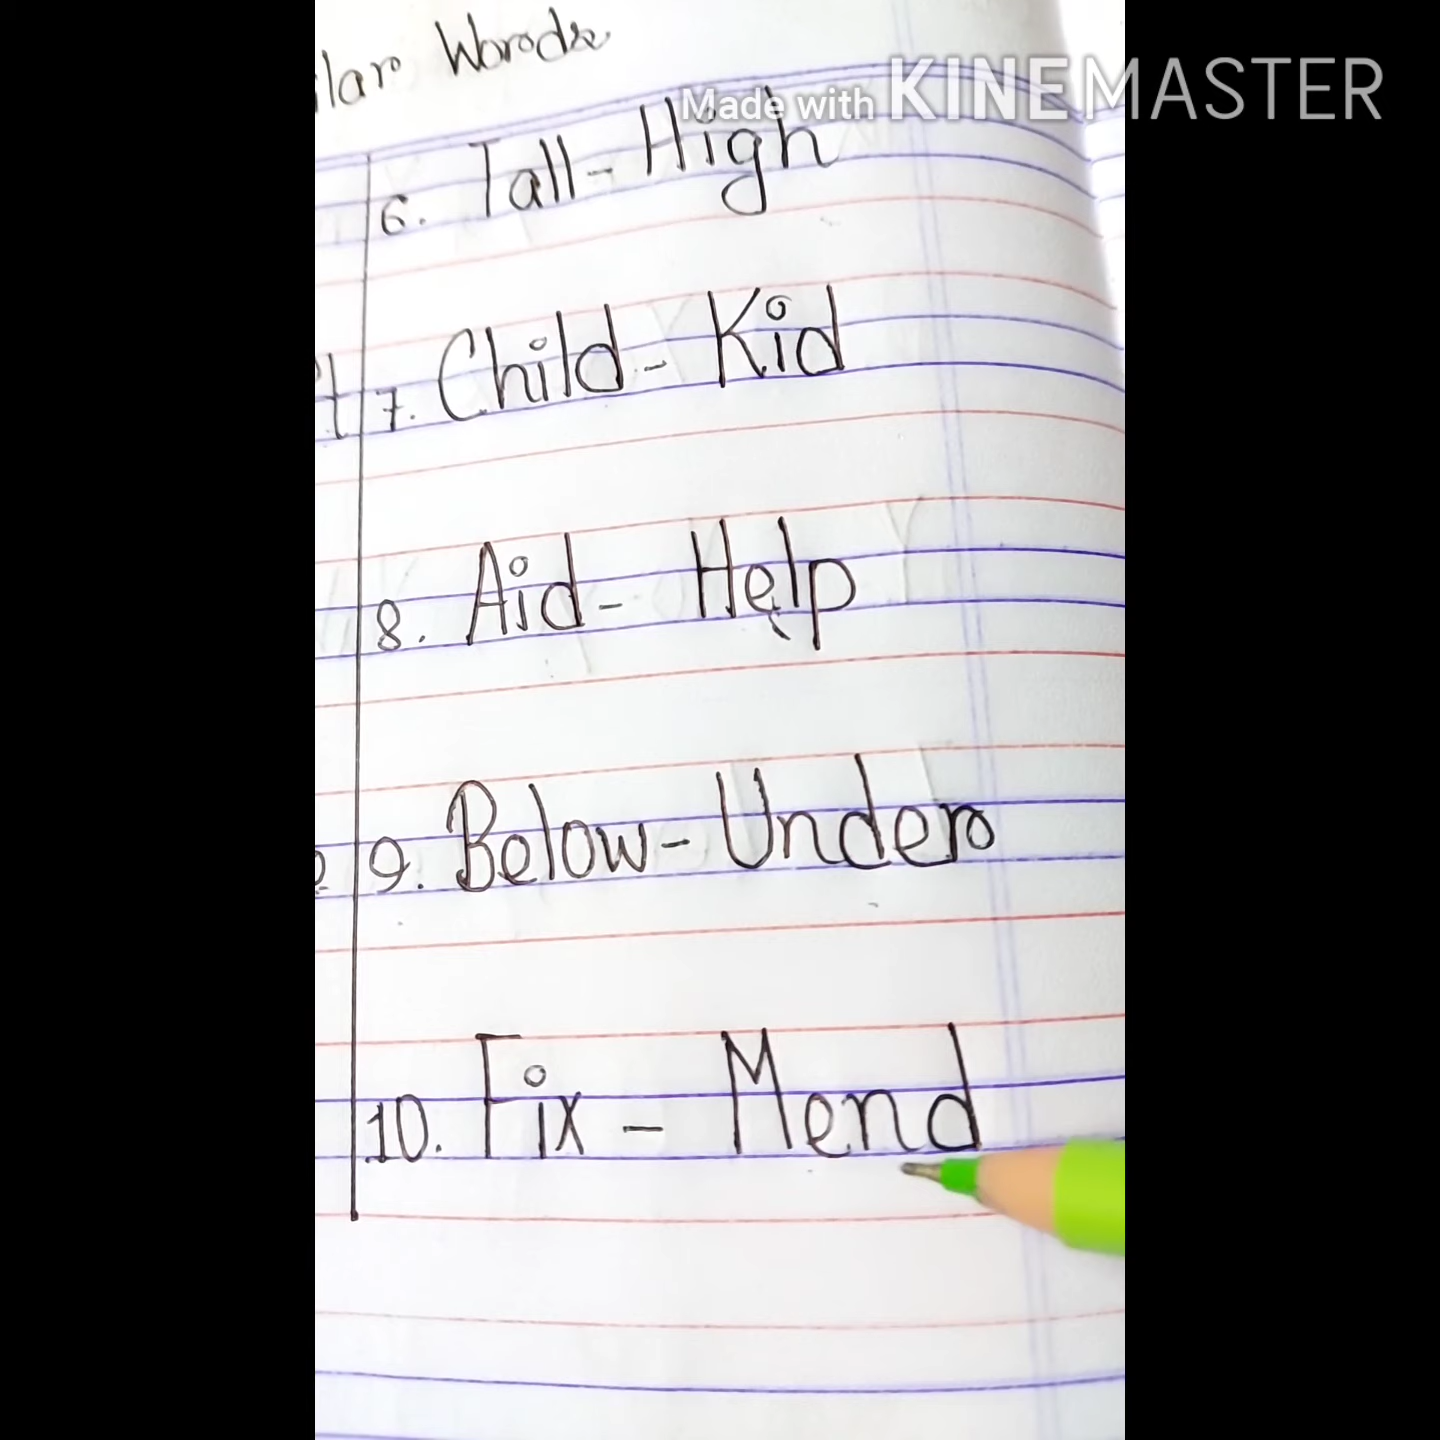 Words
Made with KINEMASTER
6. Tall - High
7. Child - Kid
8. Aid - Help
9. Below - Under
10. Fix - Mend